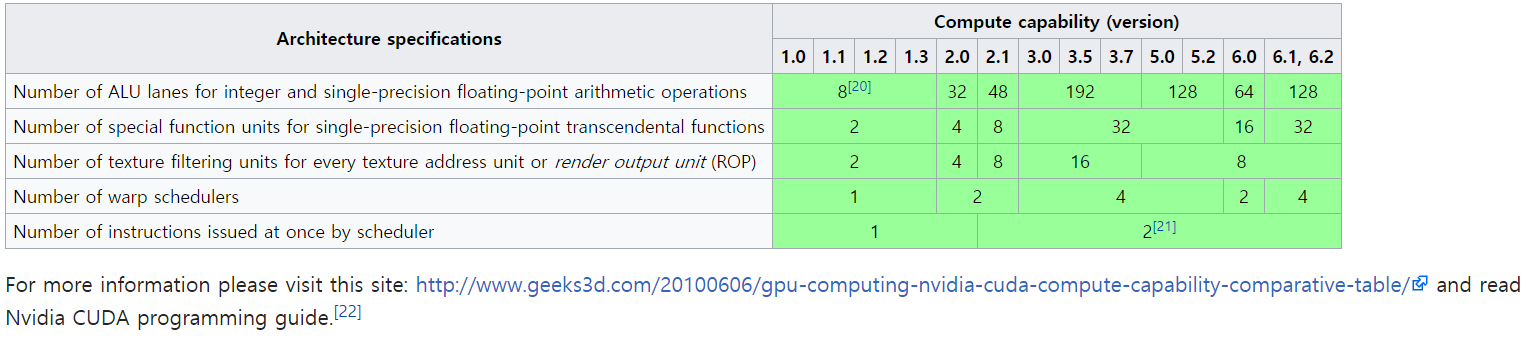 Architecture specifications
Compute capability (version)
1.0 1.1 1.2 1.3 2.0 2.1 3.0 3.5 3.7 5.0 5.2 6.0 6.1, 6.2
Number of ALU lanes for integer and single-precision floating-point arithmetic operations 8[20] 32 48 192 128 64 128
Number of special function units for single-precision floating-point transcendental functions 2 4 8 32 16 32
Number of texture filtering units for every texture address unit or render output unit (ROP) 2 4 8 16 8
Number of warp schedulers 1 2 4 2 4
Number of instructions issued at once by scheduler 1 2[21]
For more information please visit this site: http://www.geeks3d.com/20100606/gpu-computing-nvidia-cuda-compute-capability-comparative-table/ and read
Nvidia CUDA programming guide.[22]